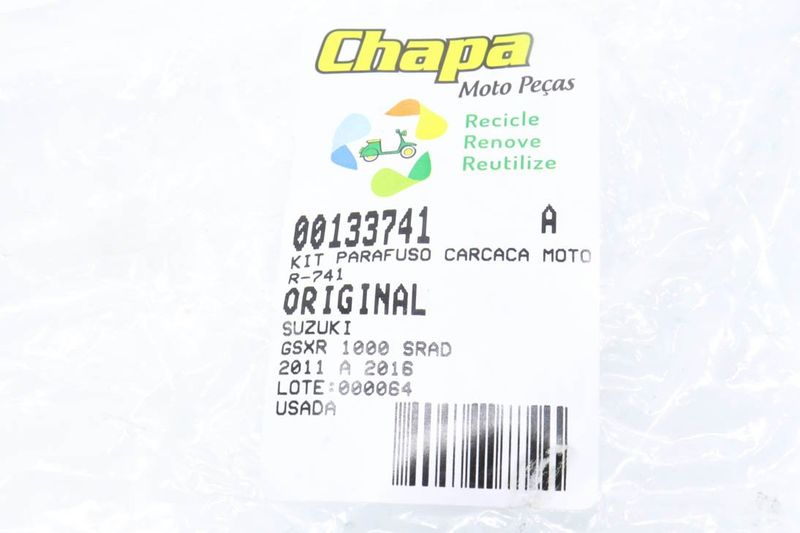 Chapa
Moto Peças
Recicle
Renove
Reutilize
00133741 A
KIT PARAFUSO CARCACA MOTO
R-741
ORIGINAL
SUZUKI
GSXR 1000 SRAD
2011 A 2016
LOTE:000064
USADA